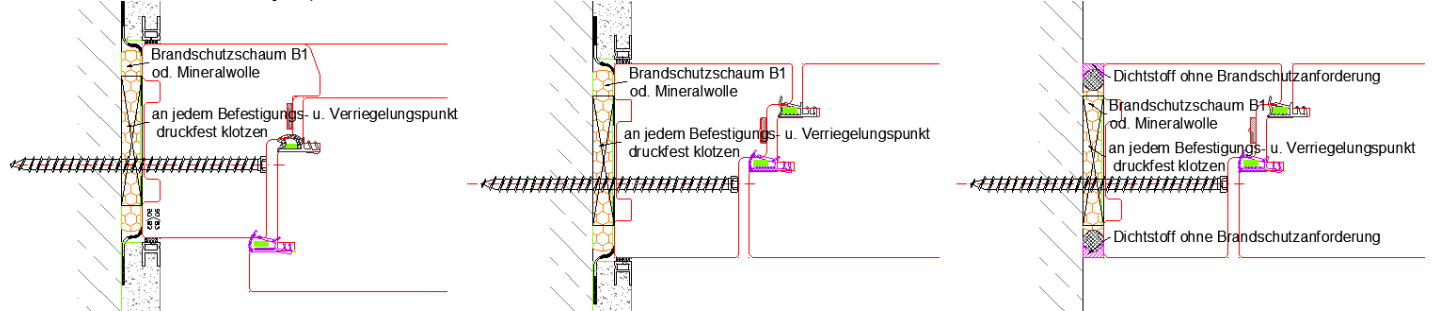 Brandschutzschaum B1
od. Mineralwolle
an jedem Befestigungs- u. Verriegelungspunkt
druckfest klotzen
Brandschutzschaum B1
od. Mineralwolle
an jedem Befestigungs- u. Verriegelungspunkt
druckfest klotzen
Dichtstoff ohne Brandschutzanforderung
Brandschutzschaum B1
od. Mineralwolle
an jedem Befestigungs- u. Verriegelungspunkt
druckfest klotzen
Dichtstoff ohne Brandschutzanforderung